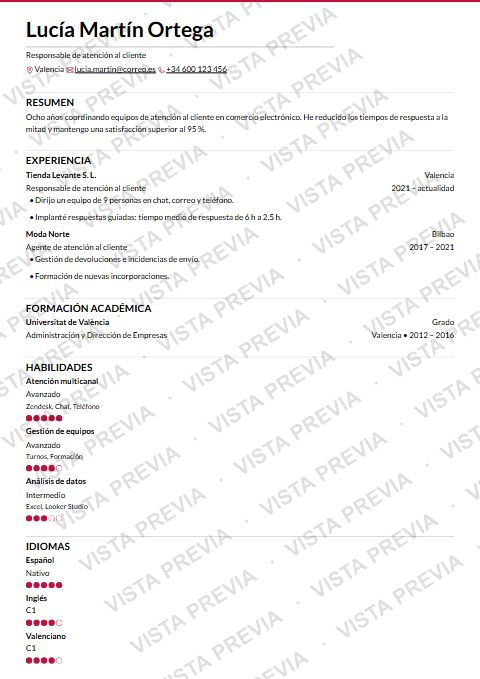 Lucía Martín Ortega
Responsable de atención al cliente
Valencia lucia.martin@correo.es +34 600 123 456
RESUMEN
Ocho años coordinando equipos de atención al cliente en comercio electrónico. He reducido los tiempos de respuesta a la
mitad y mantengo una satisfacción superior al 95 %.
EXPERIENCIA
Tienda Levante S. L. Valencia
Responsable de atención al cliente 2021 – actualidad
• Dirijo un equipo de 9 personas en chat, correo y teléfono.
• Implanté respuestas guiadas: tiempo medio de respuesta de 6 h a 2,5 h.
Moda Norte Bilbao
Agente de atención al cliente 2017 – 2021
• Gestión de devoluciones e incidencias de envío.
• Formación de nuevas incorporaciones.
FORMACIÓN ACADÉMICA
Universitat de València Grado
Administración y Dirección de Empresas Valencia • 2012 – 2016
HABILIDADES
Atención multicanal
Avanzado
Zendesk, Chat, Teléfono
Gestión de equipos
Avanzado
Turnos, Formación
Análisis de datos
Intermedio
Excel, Looker Studio
IDIOMAS
Español
Nativo
Inglés
C1
Valenciano
C1
VISTA PREVIA